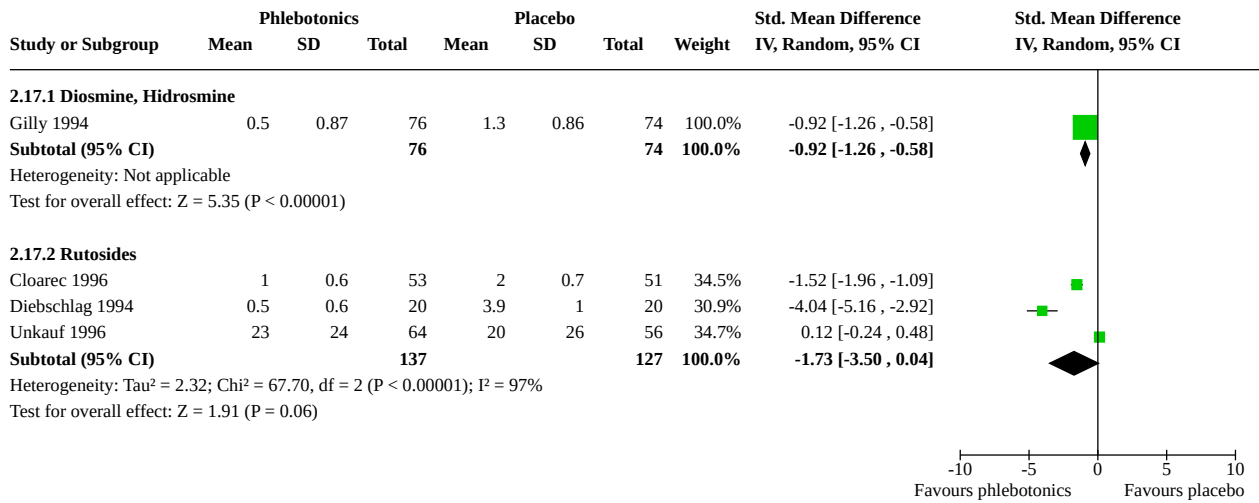 Phlebotonics Placebo Std. Mean Difference Std. Mean Difference
Study or Subgroup Mean SD Total Mean SD Total Weight IV, Random, 95% CI IV, Random, 95% CI
2.17.1 Diosmine, Hidrosmine
Gilly 1994 0.5 0.87 76 1.3 0.86 74 100.0% -0.92 [-1.26 , -0.58]
Subtotal (95% CI) 76 74 100.0% -0.92 [-1.26 , -0.58]
Heterogeneity: Not applicable
Test for overall effect: Z = 5.35 (P < 0.00001)
2.17.2 Rutosides
Cloarec 1996 1 0.6 53 2 0.7 51 34.5% -1.52 [-1.96 , -1.09]
Diebschlag 1994 0.5 0.6 20 3.9 1 20 30.9% -4.04 [-5.16 , -2.92]
Unkauf 1996 23 24 64 20 26 56 34.7% 0.12 [-0.24 , 0.48]
Subtotal (95% CI) 137 127 100.0% -1.73 [-3.50 , 0.04]
Heterogeneity: Tau² = 2.32; Chi² = 67.70, df = 2 (P < 0.00001); I² = 97%
Test for overall effect: Z = 1.91 (P = 0.06)
-10 -5 0 5 10
Favours phlebotonics Favours placebo